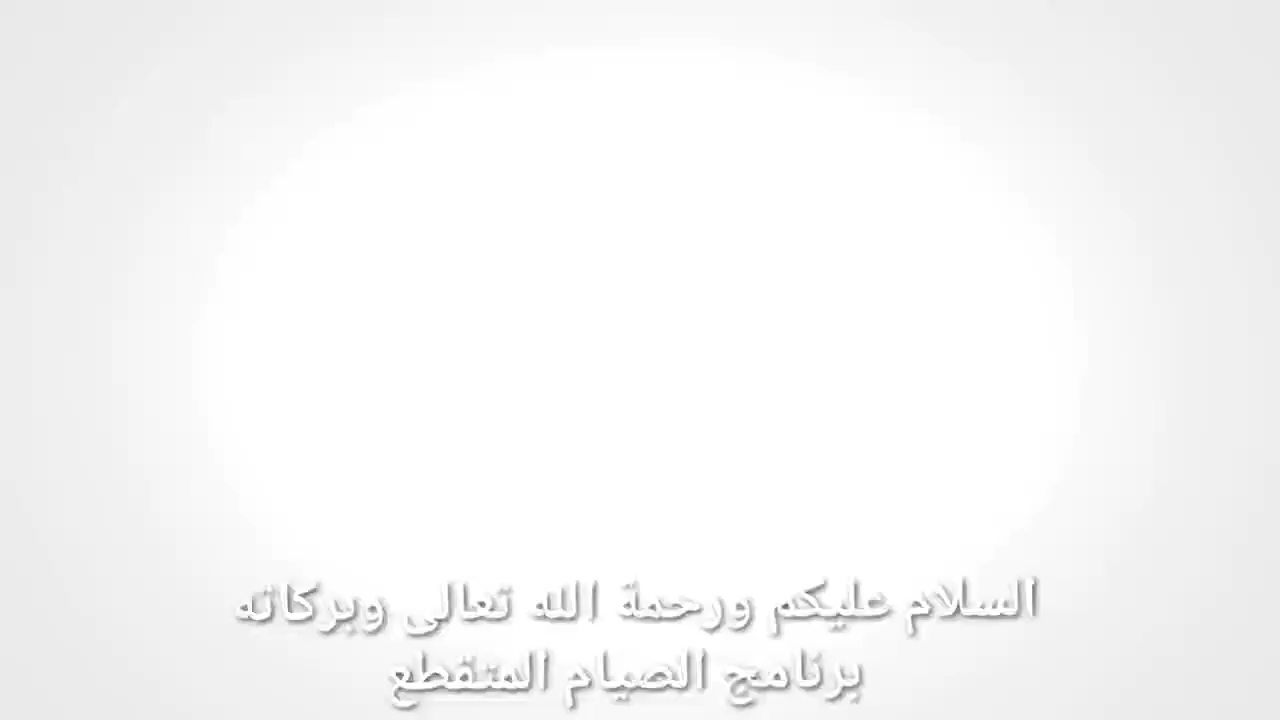 السلام عليكم ورحمة الله تعالى وبركاته
برنامج الصيام المتقطع